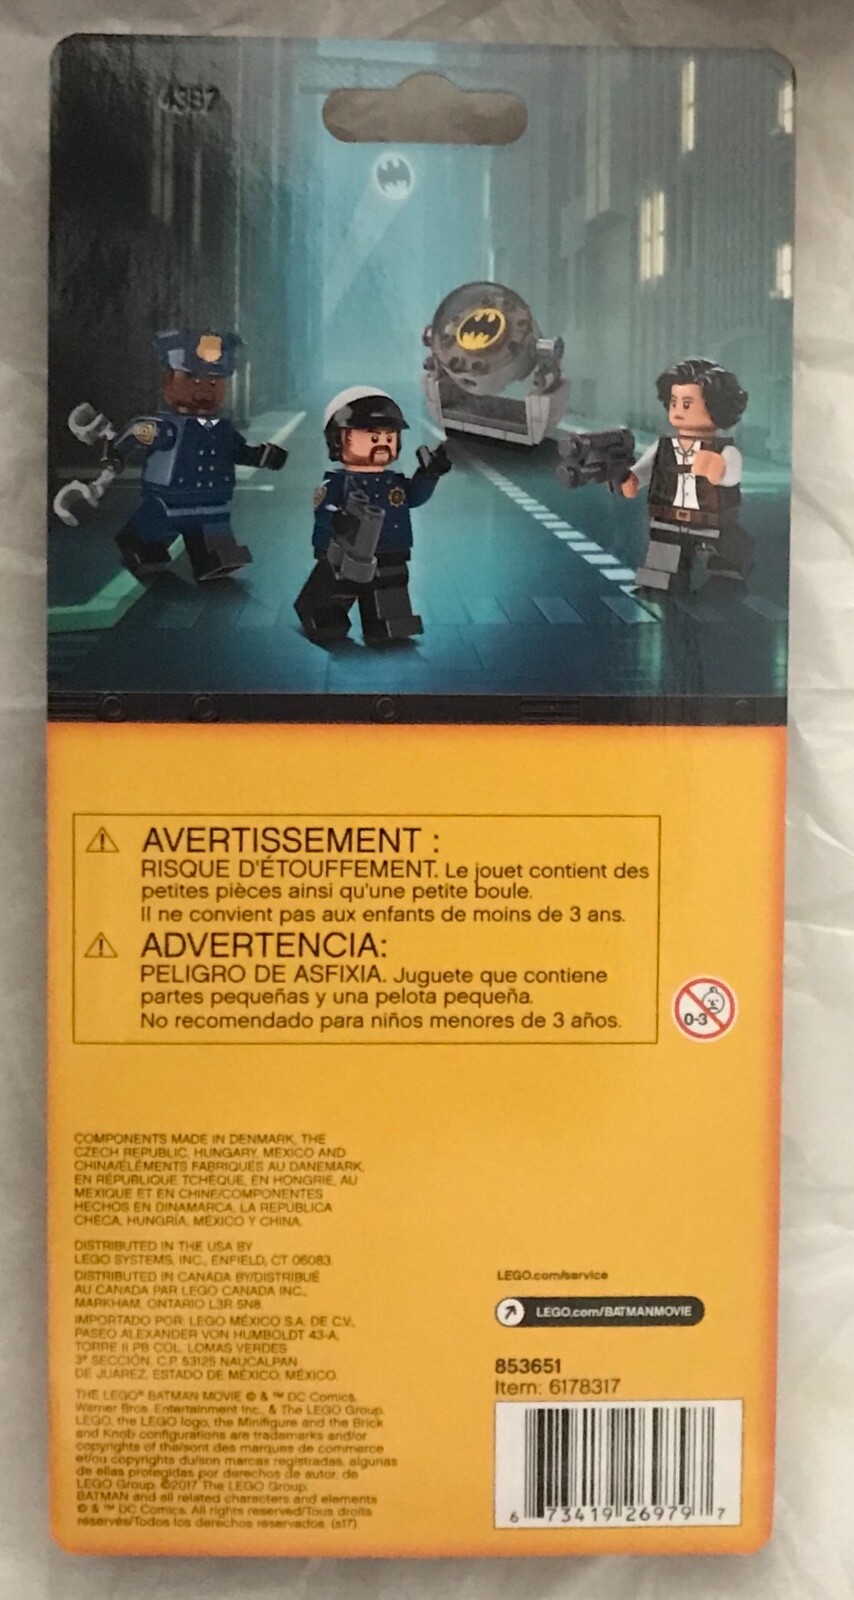 4387
AVERTISSEMENT :
RISQUE D'ÉTOUFFEMENT. Le jouet contient des
petites pièces ainsi qu'une petite boule.
Il ne convient pas aux enfants de moins de 3 ans.
ADVERTENCIA:
PELIGRO DE ASFIXIA. Juguete que contiene
partes pequeñas y una pelota pequeña.
No recomendado para niños menores de 3 años.
0-3
COMPONENTS MADE IN DENMARK, THE
CZECH REPUBLIC, HUNGARY, MEXICO AND
CHINA/ÉLÉMENTS FABRIQUÉS AU DANEMARK,
EN RÉPUBLIQUE TCHÈQUE, EN HONGRIE, AU
MEXIQUE ET EN CHINE/COMPONENTES
HECHOS EN DINAMARCA, LA REPÚBLICA
CHECA, HUNGRÍA, MÉXICO Y CHINA.
DISTRIBUTED IN THE USA BY
LEGO SYSTEMS, INC., ENFIELD, CT 06083.
DISTRIBUTED IN CANADA BY/DISTRIBUÉ
AU CANADA PAR LEGO CANADA INC.,
MARKHAM, ONTARIO L3R 5N8.
IMPORTADO POR: LEGO MÉXICO S.A. DE C.V.,
PASEO ALEXANDER VON HUMBOLDT 43-A,
TORRE II PB COL. LOMAS VERDES
3ª SECCIÓN, C.P. 53125 NAUCALPAN
DE JUÁREZ, ESTADO DE MÉXICO, MÉXICO.
THE LEGO® BATMAN MOVIE © & ™ DC Comics,
Warner Bros. Entertainment Inc., & The LEGO Group.
LEGO, the LEGO logo, the Minifigure and the Brick
and Knob configurations are trademarks and/or
copyrights of the/sont des marques de commerce
et/ou copyrights du/son marcas registradas, algunas
de ellas protegidas por derechos de autor, de
LEGO Group. ©2017 The LEGO Group.
BATMAN and all related characters and elements
© & ™ DC Comics. All rights reserved/Tous droits
réservés/Todos los derechos reservados. (s17).
LEGO.com/service
LEGO.com/BATMANMOVIE
853651
Item: 6178317
6 73419 26979 7